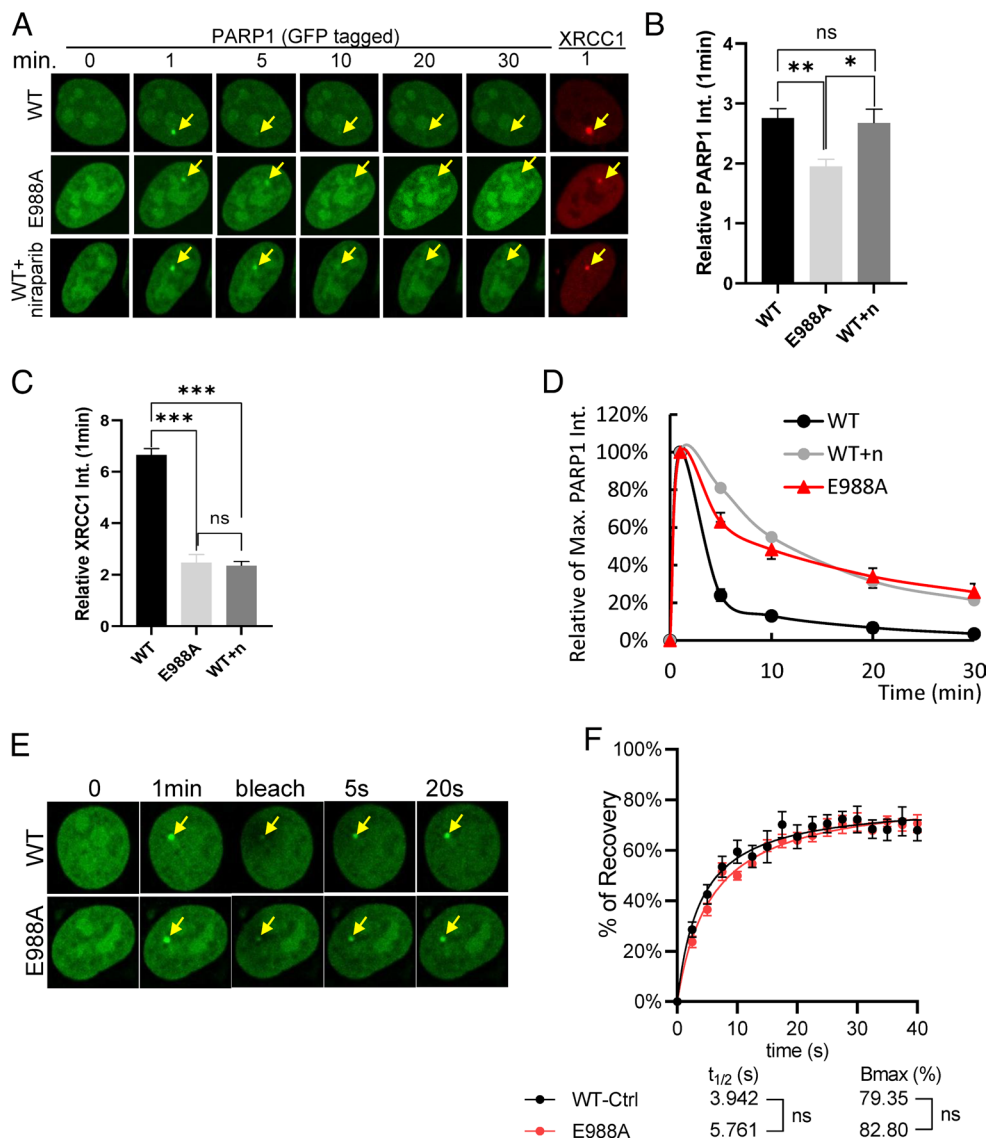 A
PARP1 (GFP tagged)
XRCC1
min. 0 1 5 10 20 30 1
WT
E988A
WT+
niraparib
B
Relative PARP1 Int. (1min)
4
3
2
1
0
ns
** *
WT E988A WT+n
C
Relative XRCC1 Int. (1min)
8
6
4
2
0
***
***
ns
WT E988A WT+n
D
Relative of Max. PARP1 Int.
120%
100%
80%
60%
40%
20%
0%
WT
WT+n
E988A
0 10 20 30
Time (min)
E
0 1min bleach 5s 20s
WT
E988A
F
% of Recovery
100%
80%
60%
40%
20%
0%
0 10 20 30 40
time (s)
t1/2 (s) Bmax (%)
WT-Ctrl 3.942 79.35
ns ns
E988A 5.761 82.80